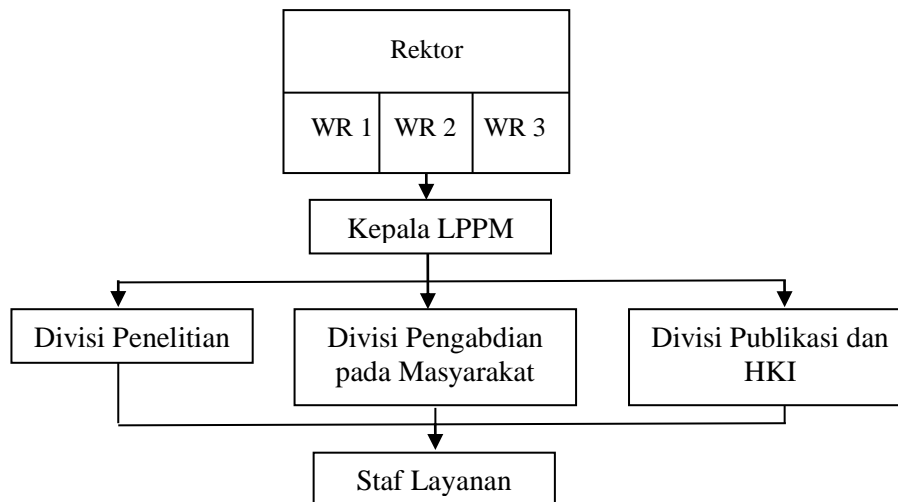 Rektor
WR 1 WR 2 WR 3
Kepala LPPM
Divisi Penelitian
Divisi Pengabdian
pada Masyarakat
Divisi Publikasi dan
HKI
Staf Layanan